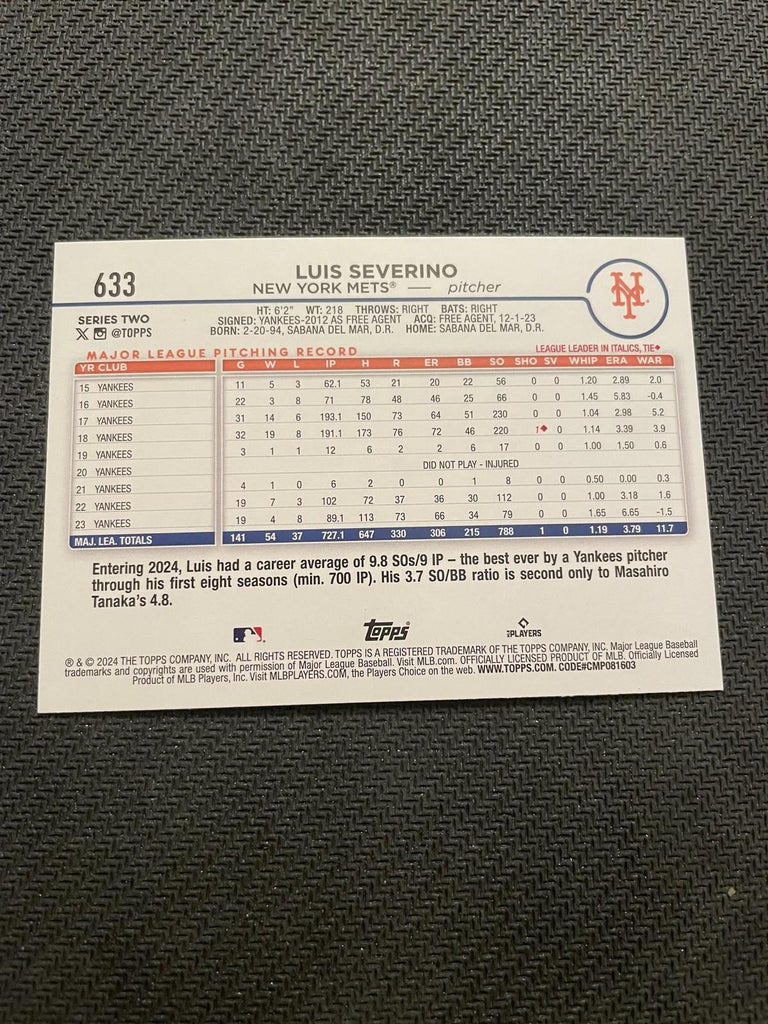 633
LUIS SEVERINO
NEW YORK METS® — pitcher
NY
SERIES TWO
@TOPPS
HT: 6'2" WT: 218 THROWS: RIGHT BATS: RIGHT
SIGNED: YANKEES-2012 AS FREE AGENT ACQ: FREE AGENT, 12-1-23
BORN: 2-20-94, SABANA DEL MAR, D.R. HOME: SABANA DEL MAR, D.R.
MAJOR LEAGUE PITCHING RECORD LEAGUE LEADER IN ITALICS, TIE♦
YR CLUB G W L IP H R ER BB SO SHO SV WHIP ERA WAR
15 YANKEES 11 5 3 62.1 53 21 20 22 56 0 0 1.20 2.89 2.0
16 YANKEES 22 3 8 71 78 48 46 25 66 0 0 1.45 5.83 -0.4
17 YANKEES 31 14 6 193.1 150 73 64 51 230 0 0 1.04 2.98 5.2
18 YANKEES 32 19 8 191.1 173 76 72 46 220 1♦ 0 1.14 3.39 3.9
19 YANKEES 3 1 1 12 6 2 2 6 17 0 0 1.00 1.50 0.6
20 YANKEES DID NOT PLAY - INJURED
21 YANKEES 4 1 0 6 2 0 0 1 8 0 0 0.50 0.00 0.3
22 YANKEES 19 7 3 102 72 37 36 30 112 0 0 1.00 3.18 1.6
23 YANKEES 19 4 8 89.1 113 73 66 34 79 0 0 1.65 6.65 -1.5
MAJ. LEA. TOTALS 141 54 37 727.1 647 330 306 215 788 1 0 1.19 3.79 11.7
Entering 2024, Luis had a career average of 9.8 SOs/9 IP – the best ever by a Yankees pitcher
through his first eight seasons (min. 700 IP). His 3.7 SO/BB ratio is second only to Masahiro
Tanaka's 4.8.
topps® PLAYERS
® & © 2024 THE TOPPS COMPANY, INC. ALL RIGHTS RESERVED. TOPPS IS A REGISTERED TRADEMARK OF THE TOPPS COMPANY, INC. Major League Baseball
trademarks and copyrights are used with permission of Major League Baseball. Visit MLB.com. OFFICIALLY LICENSED PRODUCT OF MLB. Officially Licensed
Product of MLB Players, Inc. Visit MLBPLAYERS.COM, the Players Choice on the web. WWW.TOPPS.COM. CODE#CMP081603